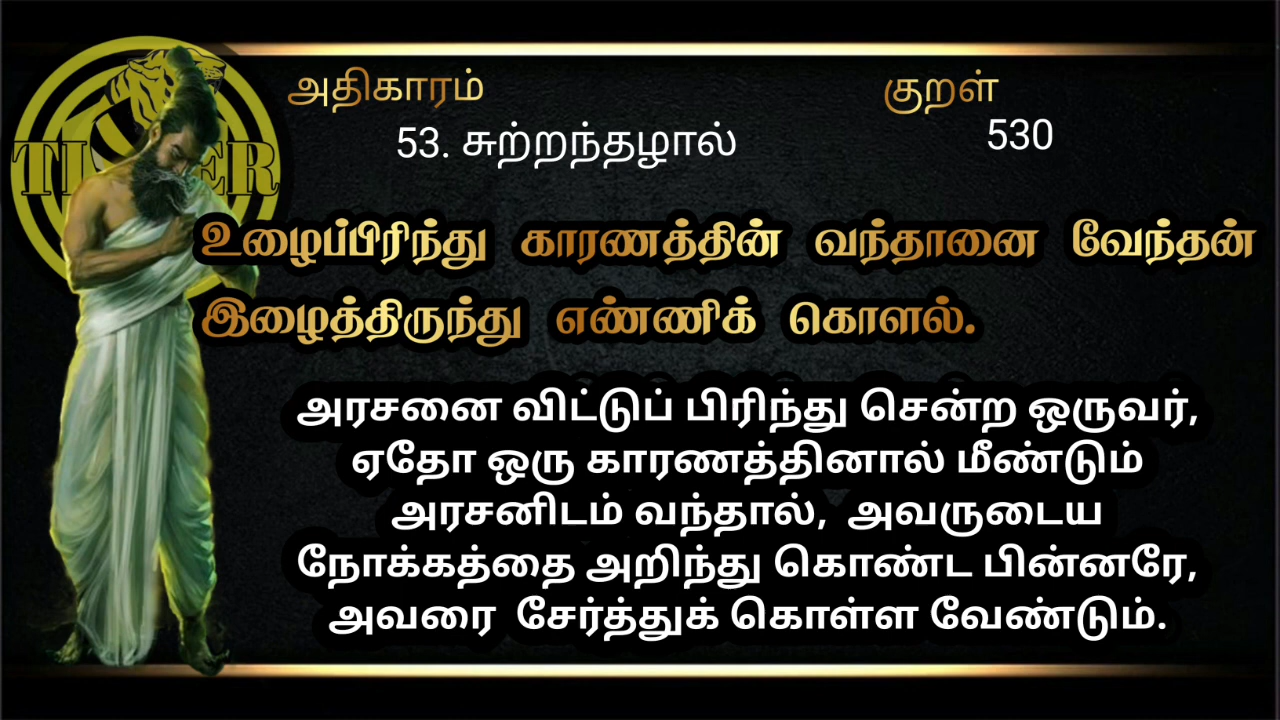 அதிகாரம்
குறள்
53. சுற்றந்தழால்
530
TIGER
உழைப்பிரிந்து காரணத்தின் வந்தானை வேந்தன்
இழைத்திருந்து எண்ணிக் கொளல்.
அரசனை விட்டுப் பிரிந்து சென்ற ஒருவர்,
ஏதோ ஒரு காரணத்தினால் மீண்டும்
அரசனிடம் வந்தால், அவருடைய
நோக்கத்தை அறிந்து கொண்ட பின்னரே,
அவரை சேர்த்துக் கொள்ள வேண்டும்.